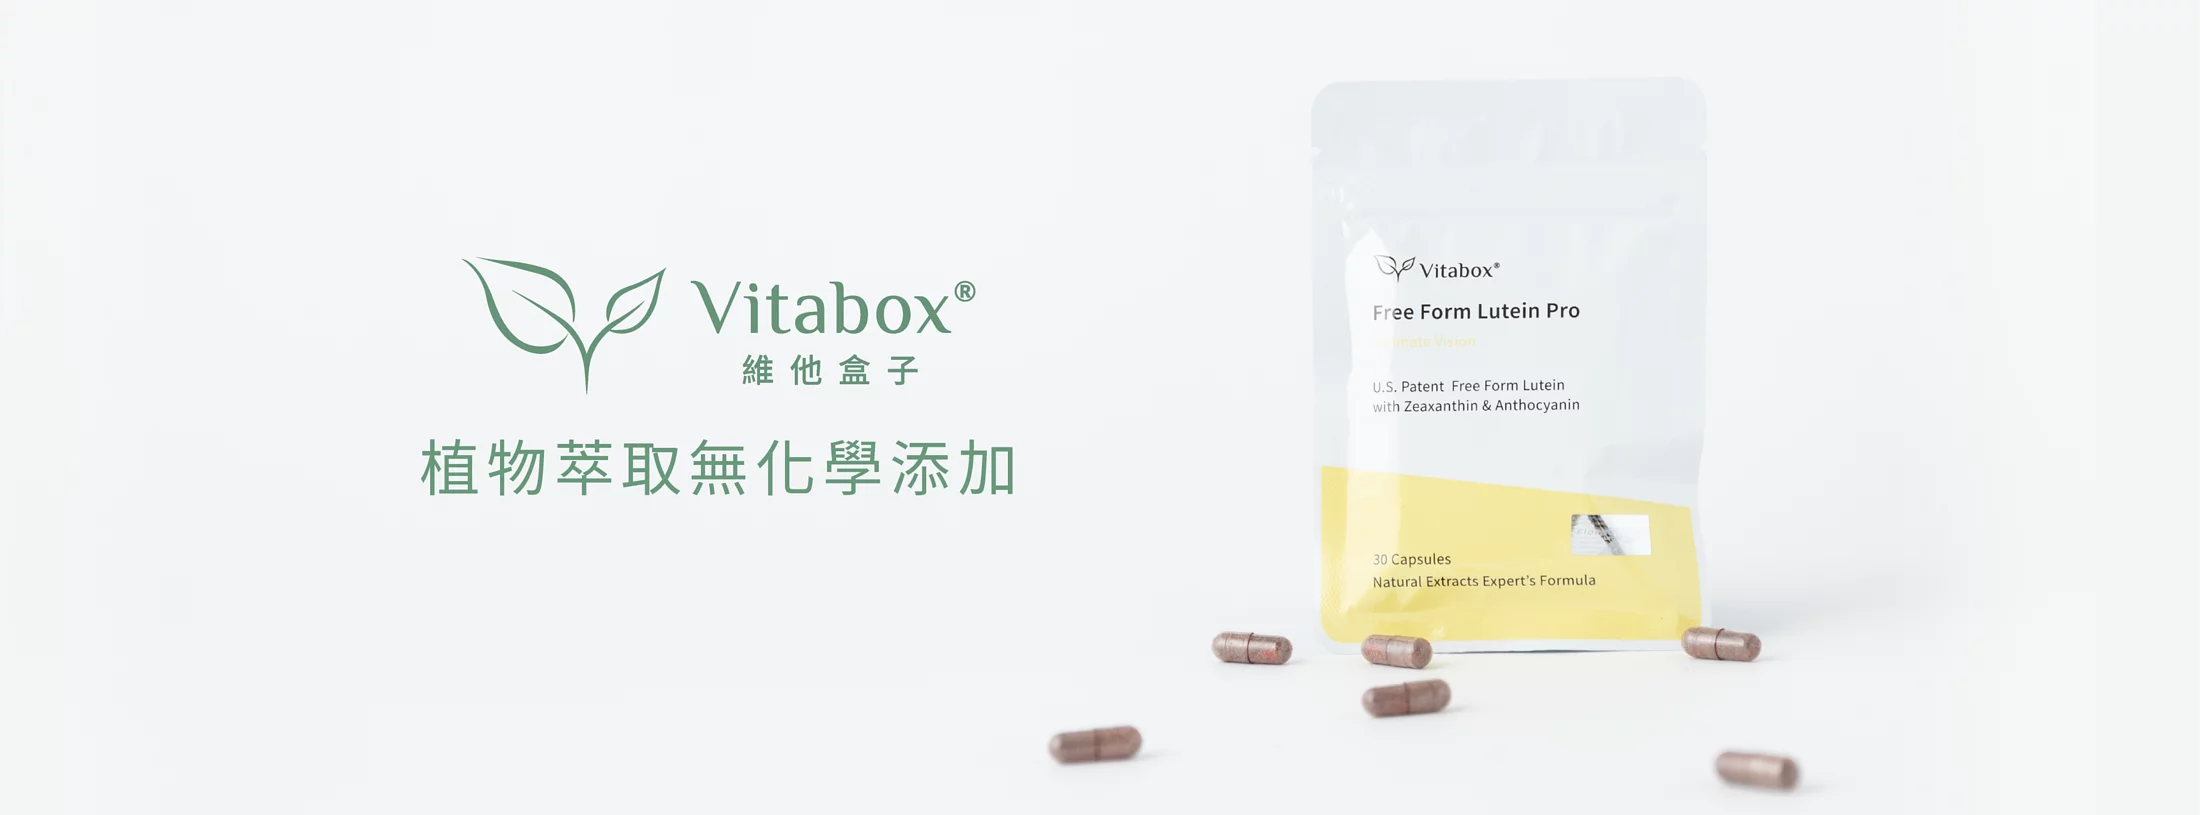 Vitabox®
維他盒子
植物萃取無化學添加
Vitabox®
Free Form Lutein Pro
Vision
U.S. Patent Free Form Lutein
with Zeaxanthin & Anthocyanin
30 Capsules
Natural Extracts Expert's Formula